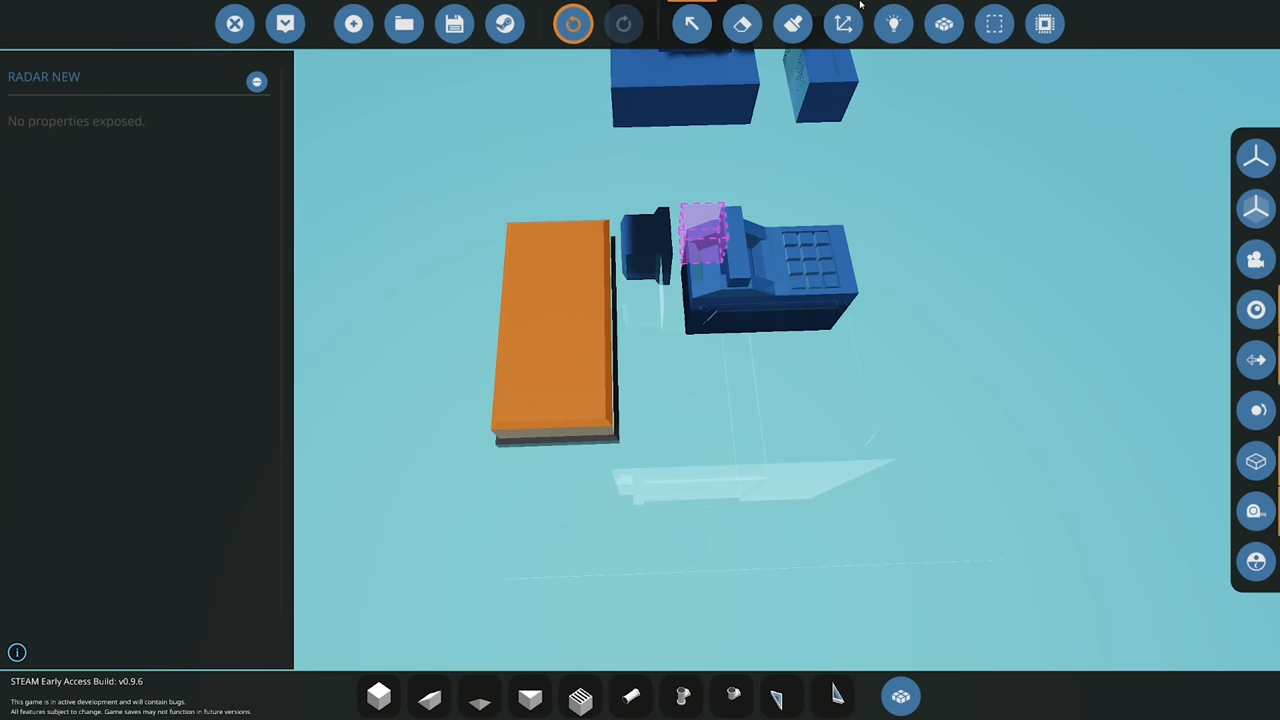 RADAR NEW
No properties exposed.
STEAM Early Access Build: v0.9.6
This game is in active development and will contain bugs.
All features subject to change. Game saves may not function in future versions.